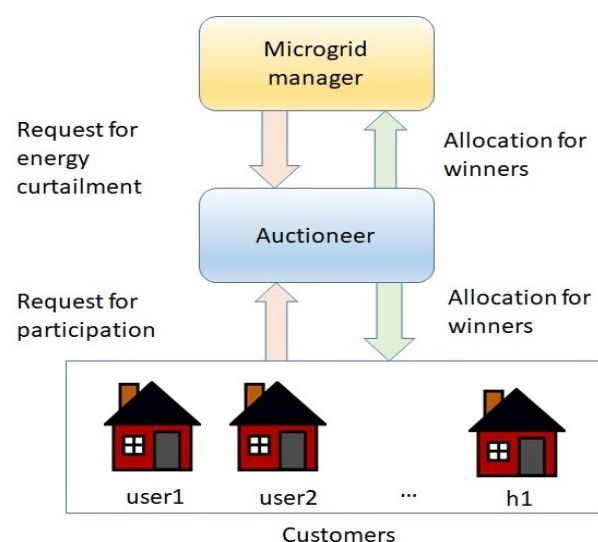 Microgrid
manager
Request for
energy
curtailment
Allocation for
winners
Auctioneer
Request for
participation
Allocation for
winners
user1 user2 ... h1
Customers